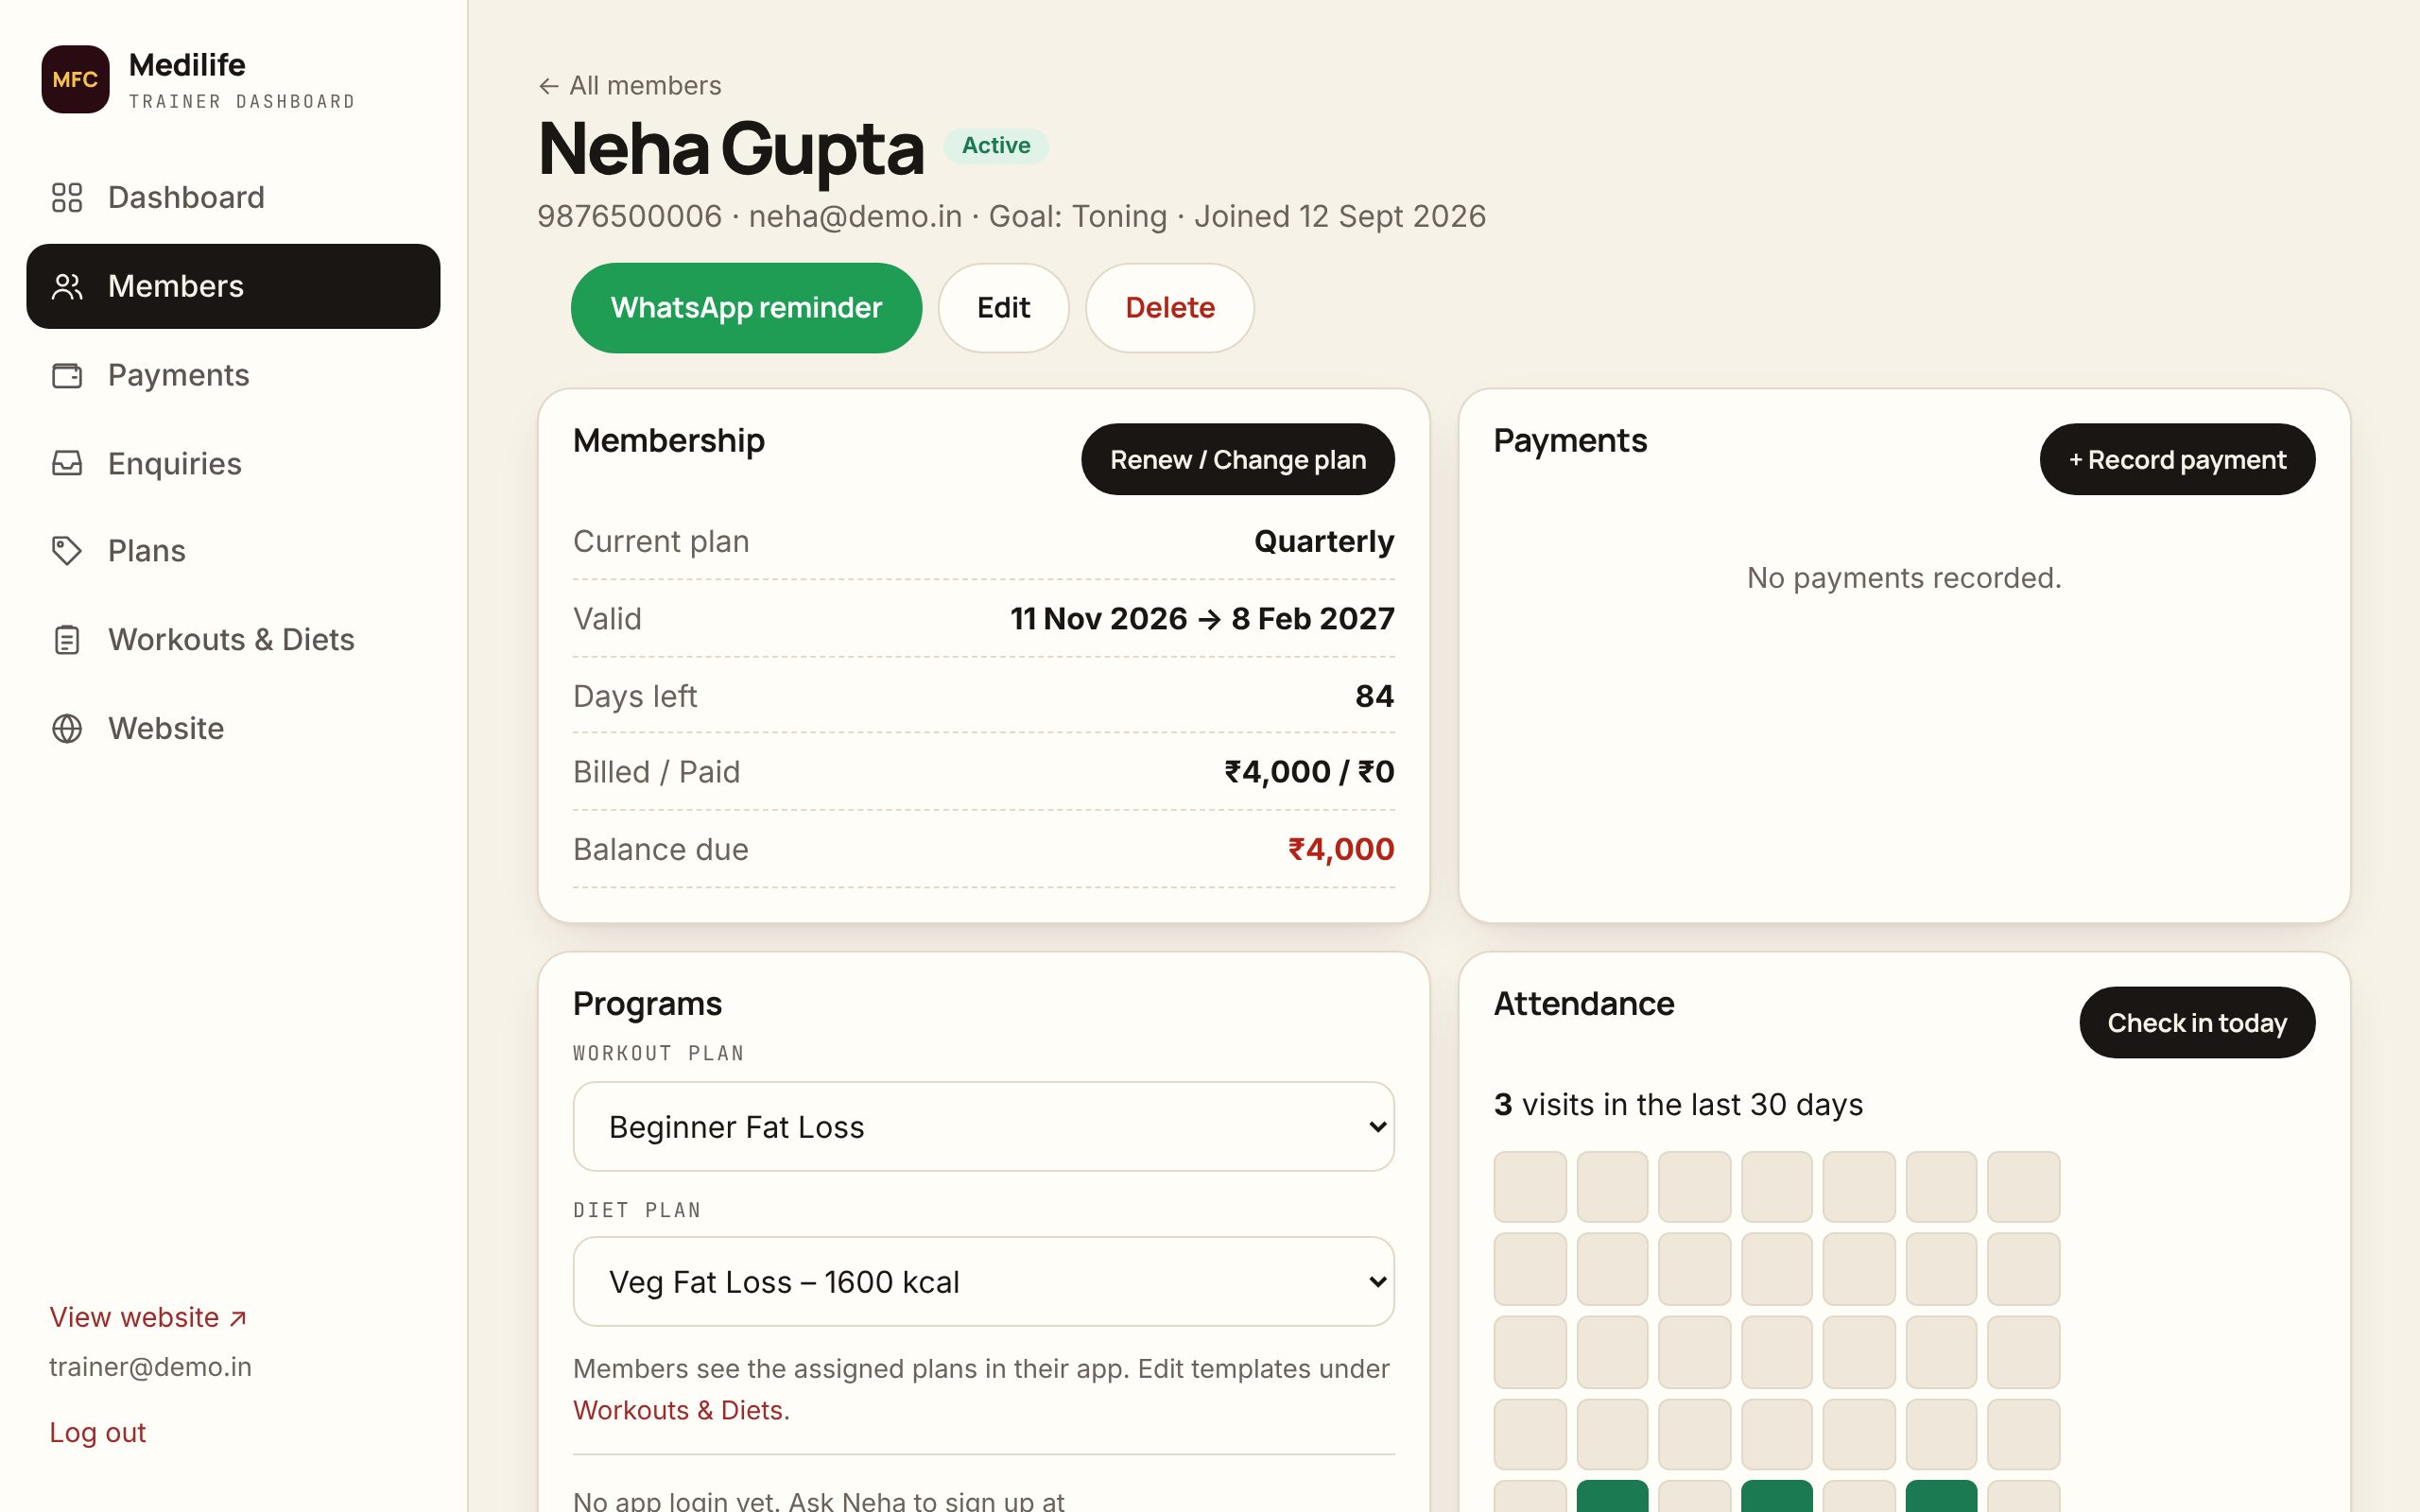 MFC
Medilife
TRAINER DASHBOARD
Dashboard
Members
Payments
Enquiries
Plans
Workouts & Diets
Website
View website ↗
trainer@demo.in
Log out
← All members
Neha Gupta Active
9876500006 · neha@demo.in · Goal: Toning · Joined 12 Sept 2026
WhatsApp reminder Edit Delete
Membership Renew / Change plan
Current plan Quarterly
Valid 11 Nov 2026 → 8 Feb 2027
Days left 84
Billed / Paid ₹4,000 / ₹0
Balance due ₹4,000
Payments + Record payment
No payments recorded.
Programs
WORKOUT PLAN
Beginner Fat Loss
DIET PLAN
Veg Fat Loss – 1600 kcal
Members see the assigned plans in their app. Edit templates under
Workouts & Diets.
No app login yet. Ask Neha to sign up at
Attendance Check in today
3 visits in the last 30 days